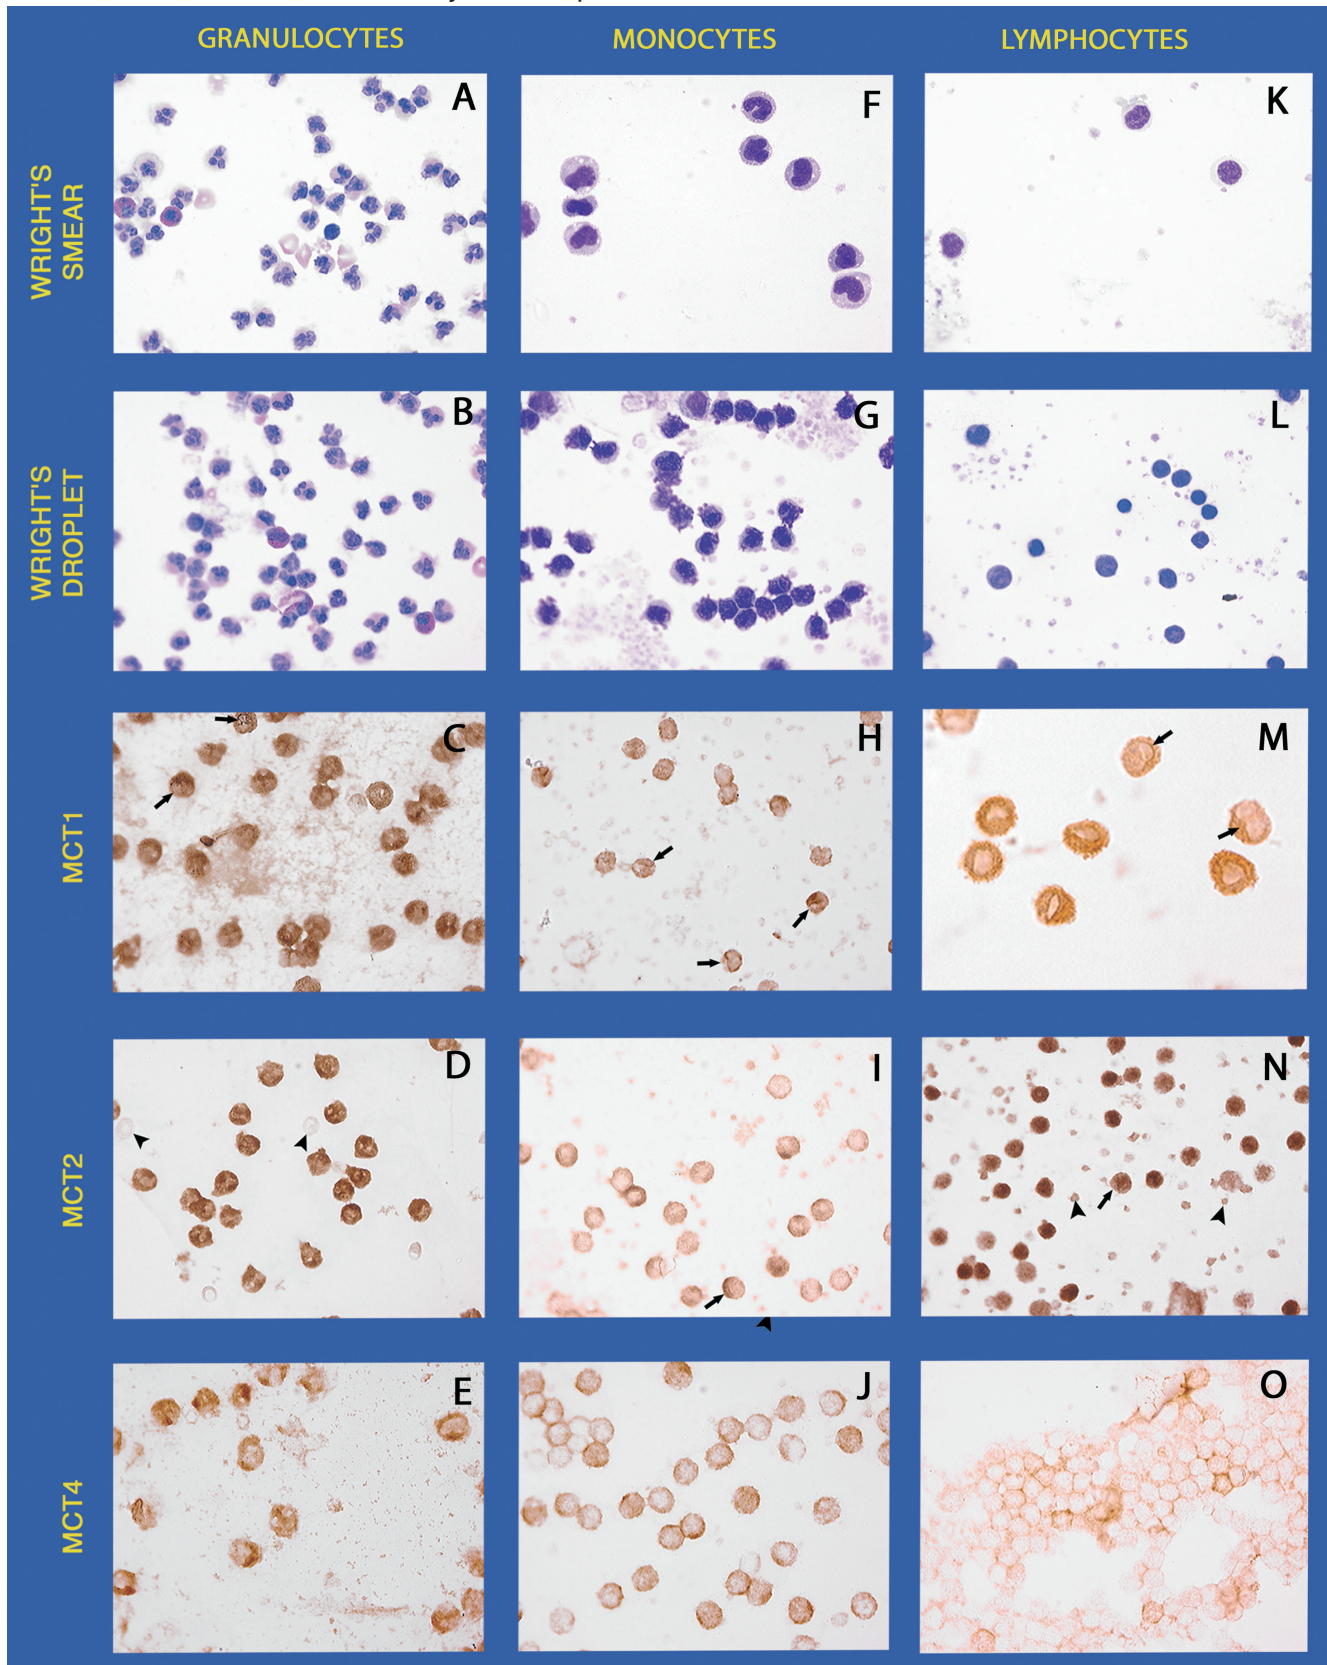 GRANULOCYTES MONOCYTES LYMPHOCYTES
WRIGHT'S
SMEAR
A F K
WRIGHT'S
DROPLET
B G L
MCT1
C H M
MCT2
D I N
MCT4
E J O